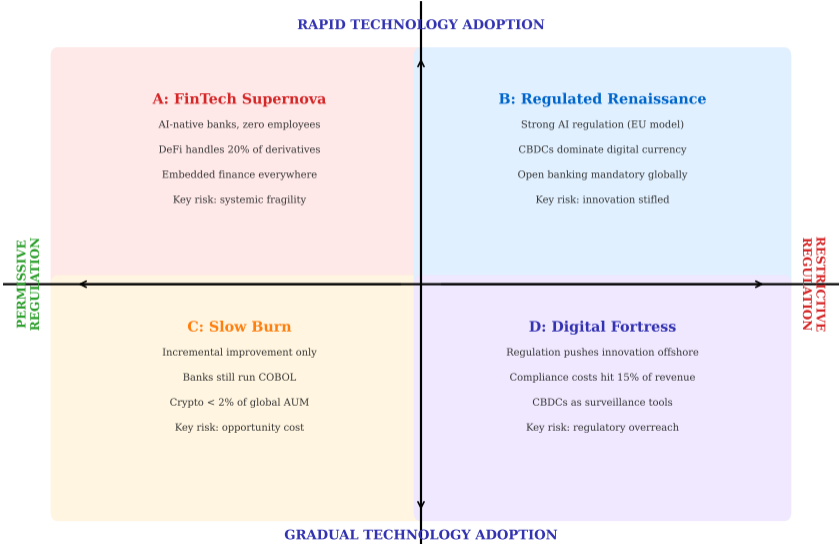 RAPID TECHNOLOGY ADOPTION
A: FinTech Supernova
AI-native banks, zero employees
DeFi handles 20% of derivatives
Embedded finance everywhere
Key risk: systemic fragility
B: Regulated Renaissance
Strong AI regulation (EU model)
CBDCs dominate digital currency
Open banking mandatory globally
Key risk: innovation stifled
PERMISSIVE
REGULATION
RESTRICTIVE
REGULATION
C: Slow Burn
Incremental improvement only
Banks still run COBOL
Crypto < 2% of global AUM
Key risk: opportunity cost
D: Digital Fortress
Regulation pushes innovation offshore
Compliance costs hit 15% of revenue
CBDCs as surveillance tools
Key risk: regulatory overreach
GRADUAL TECHNOLOGY ADOPTION